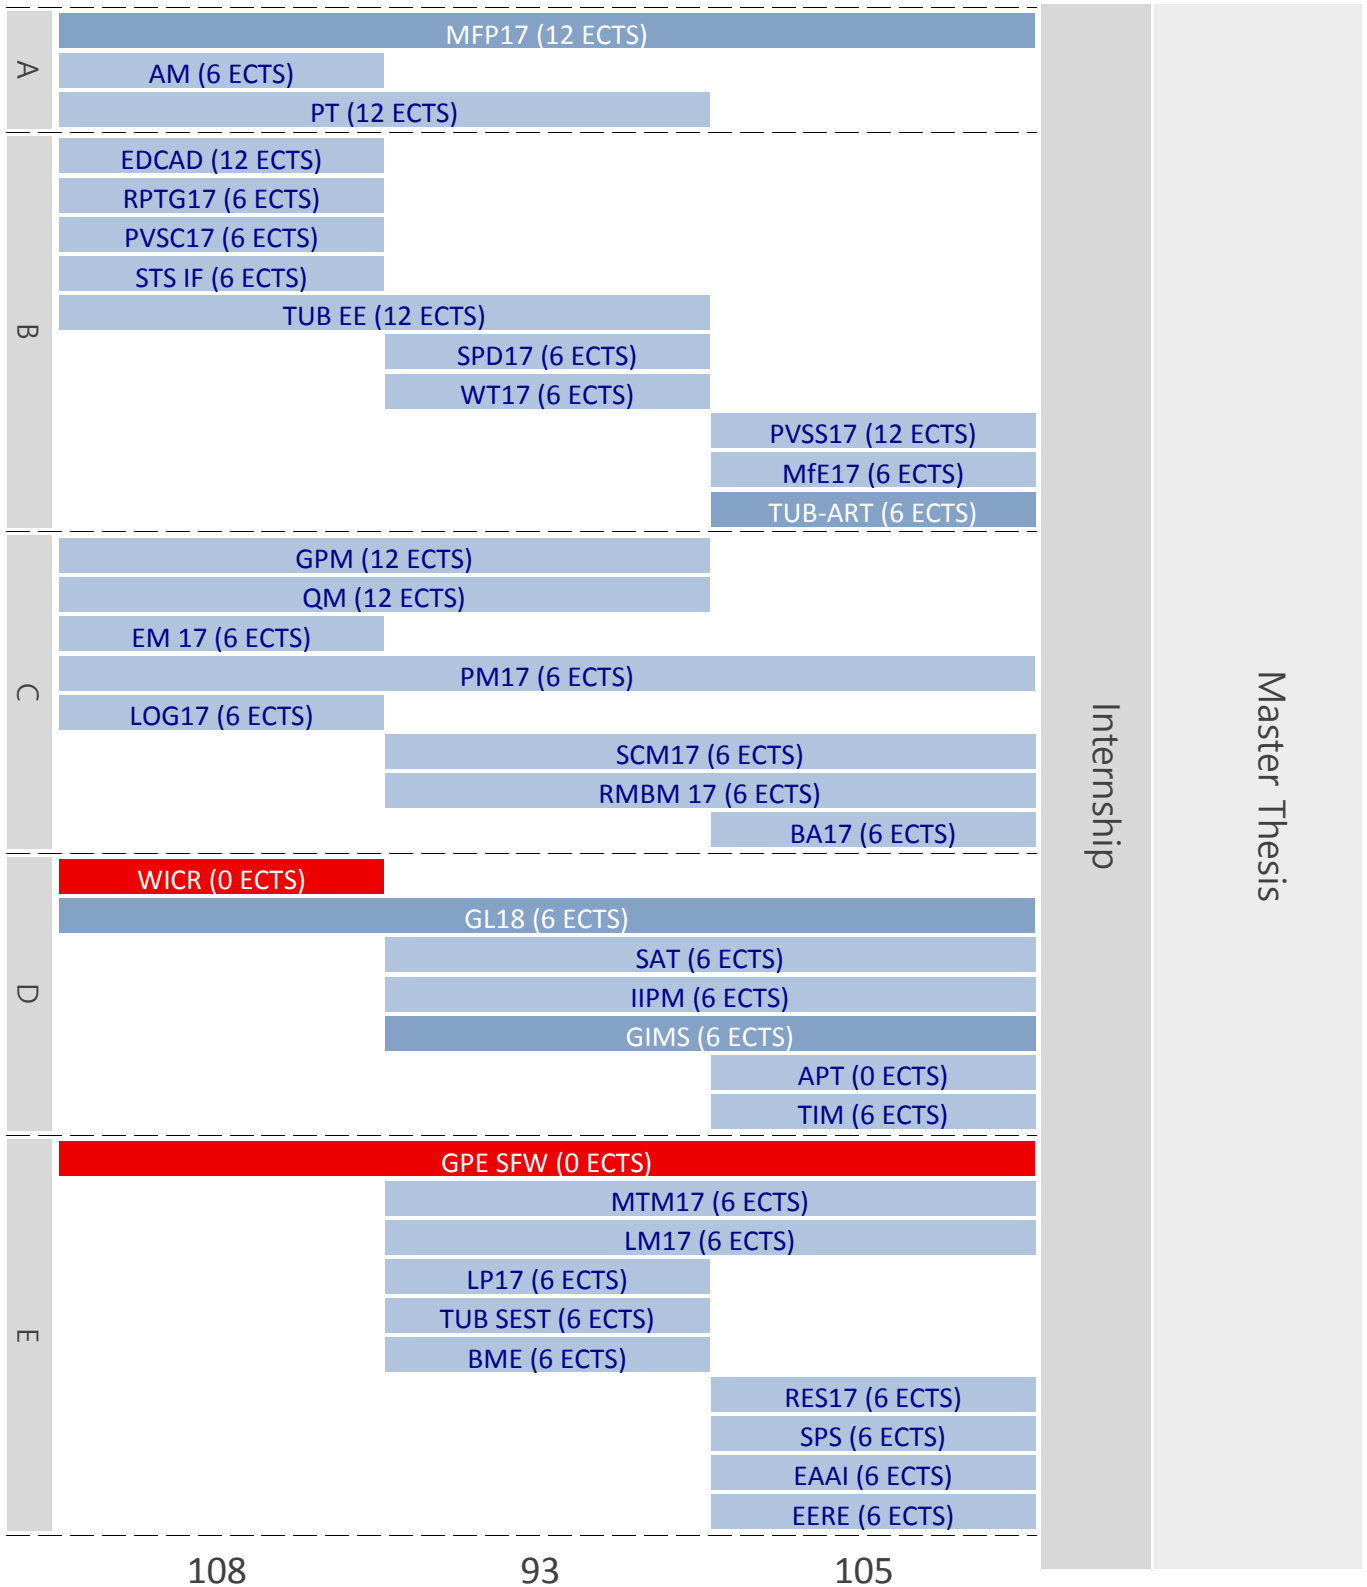 A
MFP17 (12 ECTS)
AM (6 ECTS)
PT (12 ECTS)
B
EDCAD (12 ECTS)
RPTG17 (6 ECTS)
PVSC17 (6 ECTS)
STS IF (6 ECTS)
TUB EE (12 ECTS)
SPD17 (6 ECTS)
WT17 (6 ECTS)
PVSS17 (12 ECTS)
MfE17 (6 ECTS)
TUB-ART (6 ECTS)
C
GPM (12 ECTS)
QM (12 ECTS)
EM 17 (6 ECTS)
PM17 (6 ECTS)
LOG17 (6 ECTS)
SCM17 (6 ECTS)
RMBM 17 (6 ECTS)
BA17 (6 ECTS)
D
WICR (0 ECTS)
GL18 (6 ECTS)
SAT (6 ECTS)
IIPM (6 ECTS)
GIMS (6 ECTS)
APT (0 ECTS)
TIM (6 ECTS)
E
GPE SFW (0 ECTS)
MTM17 (6 ECTS)
LM17 (6 ECTS)
LP17 (6 ECTS)
TUB SEST (6 ECTS)
BME (6 ECTS)
RES17 (6 ECTS)
SPS (6 ECTS)
EAAI (6 ECTS)
EERE (6 ECTS)
108 93 105
Internship
Master Thesis